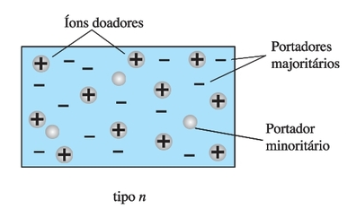 Íons doadores
Portadores
majoritários
Portador
minoritário
tipo n